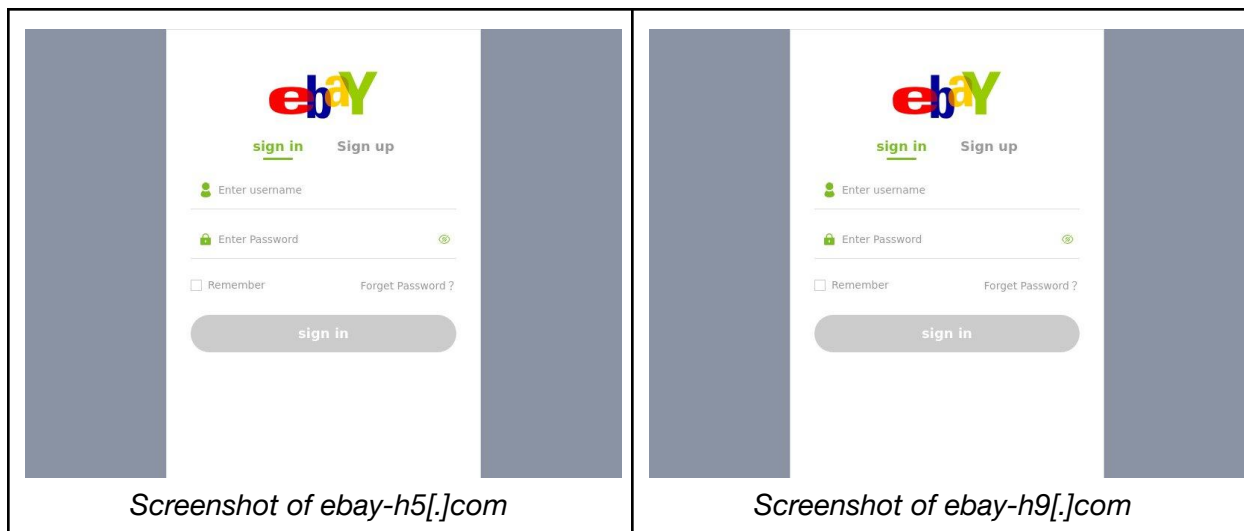 ebaY
sign in Sign up
Enter username
Enter Password
Remember Forget Password ?
sign in
Screenshot of ebay-h5[.]com
ebaY
sign in Sign up
Enter username
Enter Password
Remember Forget Password ?
sign in
Screenshot of ebay-h9[.]com